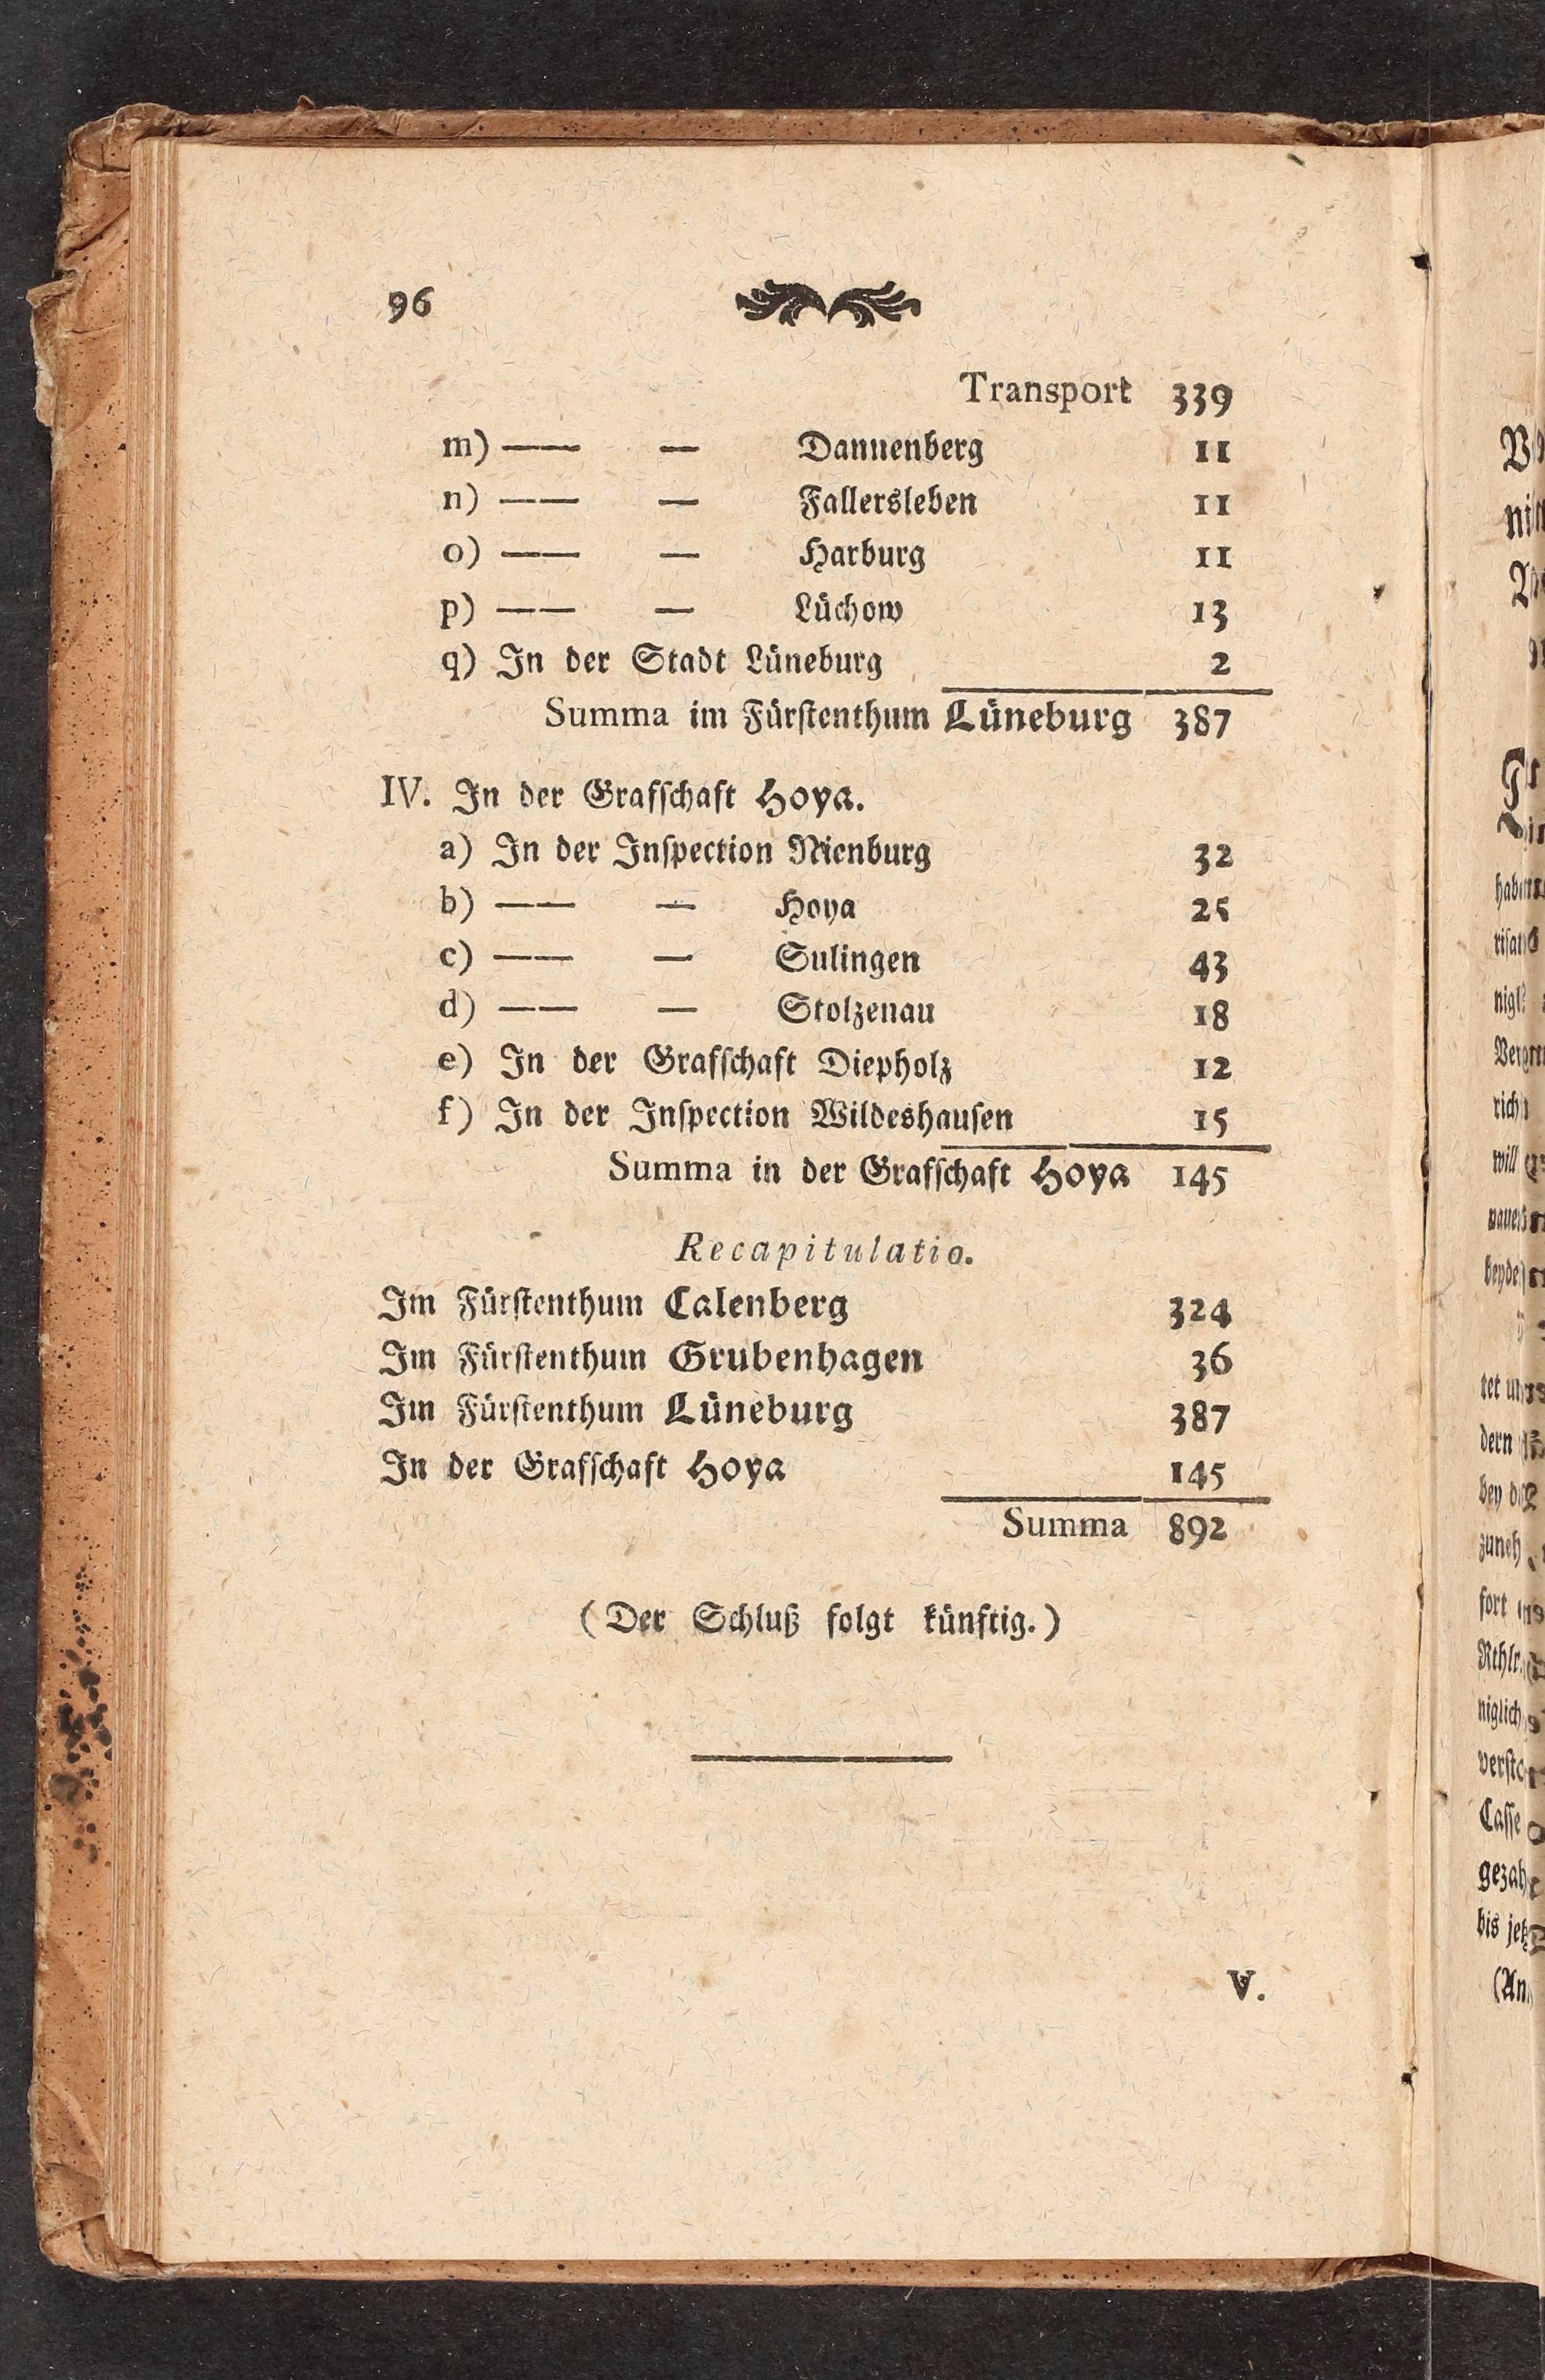 96
Transport 339
m) —— — Dannenberg 11
n) —— — Fallersleben 11
o) —— — Harburg 11
p) —— — Lüchow 13
q) In der Stadt Lüneburg 2
Summa im Fürstenthum Lüneburg 387
IV. In der Grafschaft Hoya.
a) In der Inspection Nienburg 32
b) —— — Hoya 25
c) —— — Sulingen 43
d) —— — Stolzenau 18
e) In der Grafschaft Diepholz 12
f) In der Inspection Wildeshausen 15
Summa in der Grafschaft Hoya 145
Recapitulatio.
Im Fürstenthum Calenberg 324
Im Fürstenthum Grubenhagen 36
Im Fürstenthum Lüneburg 387
In der Grafschaft Hoya 145
Summa 892
(Der Schluß folgt künftig.)
V.